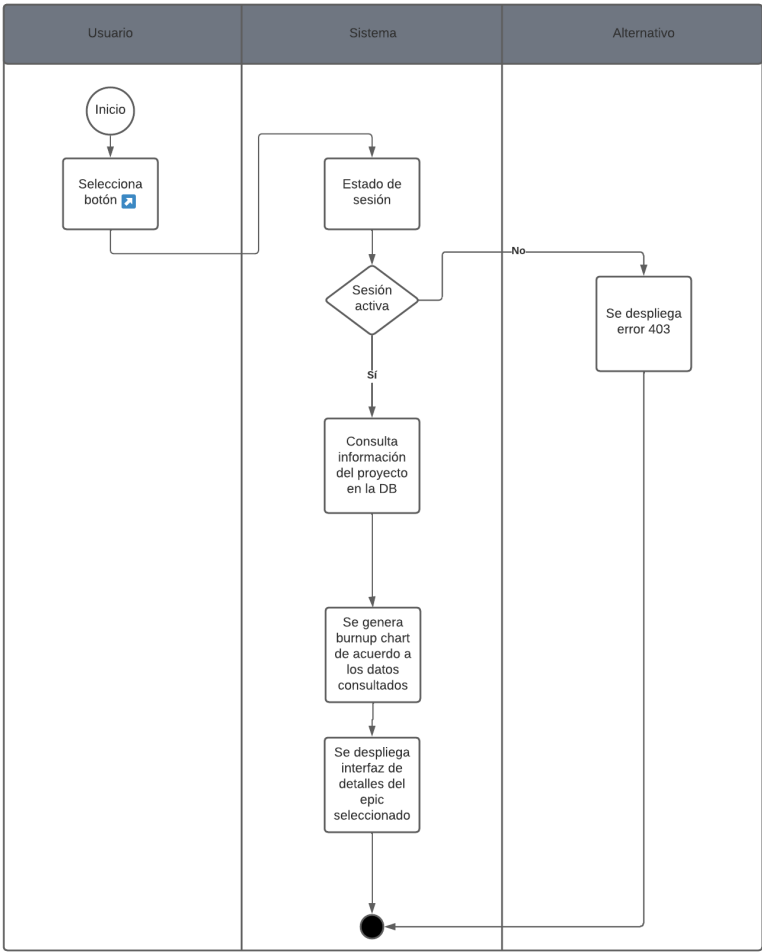 Usuario
Sistema
Alternativo
Inicio
Selecciona
botón ↗
Estado de
sesión
Sesión
activa
No
Se despliega
error 403
Sí
Consulta
información
del proyecto
en la DB
Se genera
burnup chart
de acuerdo a
los datos
consultados
Se despliega
interfaz de
detalles del
epic
seleccionado